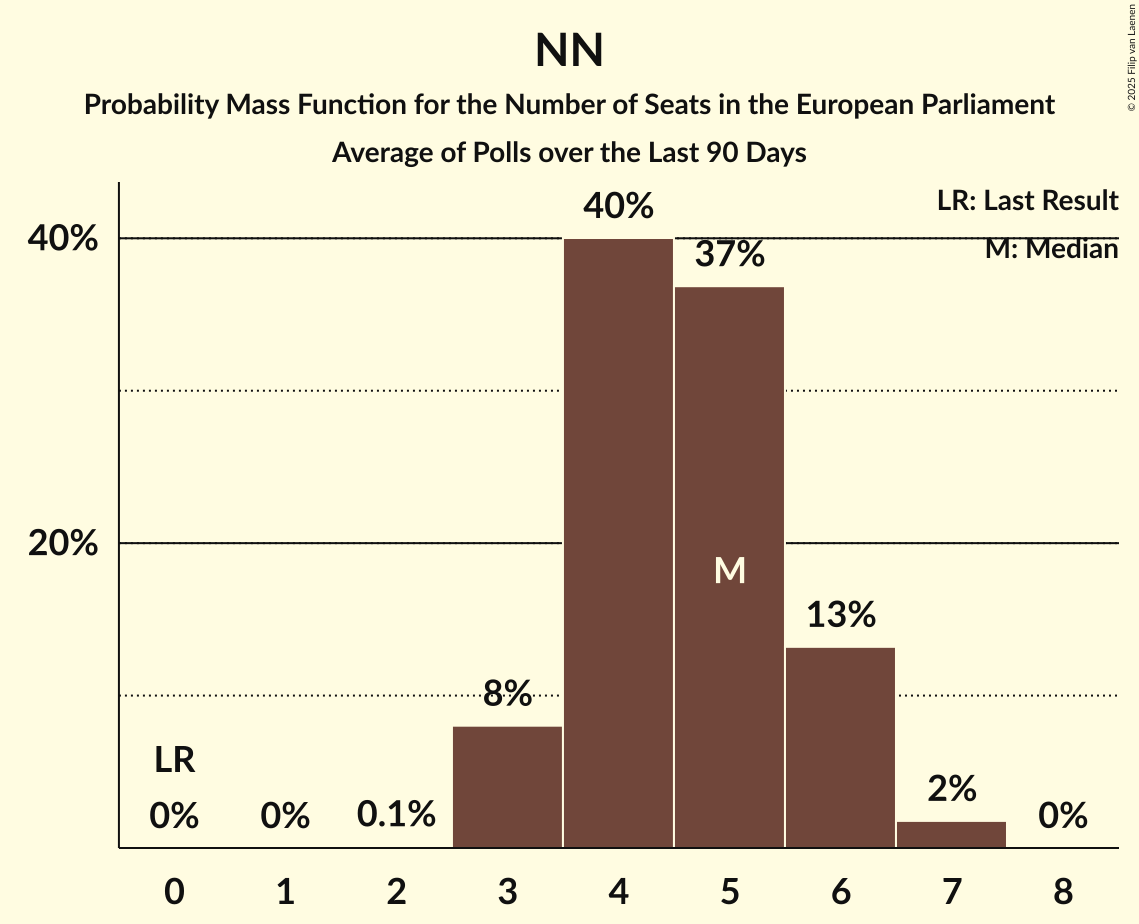 NN
Probability Mass Function for the Number of Seats in the European Parliament
Average of Polls over the Last 90 Days
© 2025 Filip van Laenen
LR: Last Result
M: Median
40%
20%
LR
0%
0%
0.1%
8%
40%
37%
M
13%
2%
0%
0
1
2
3
4
5
6
7
8